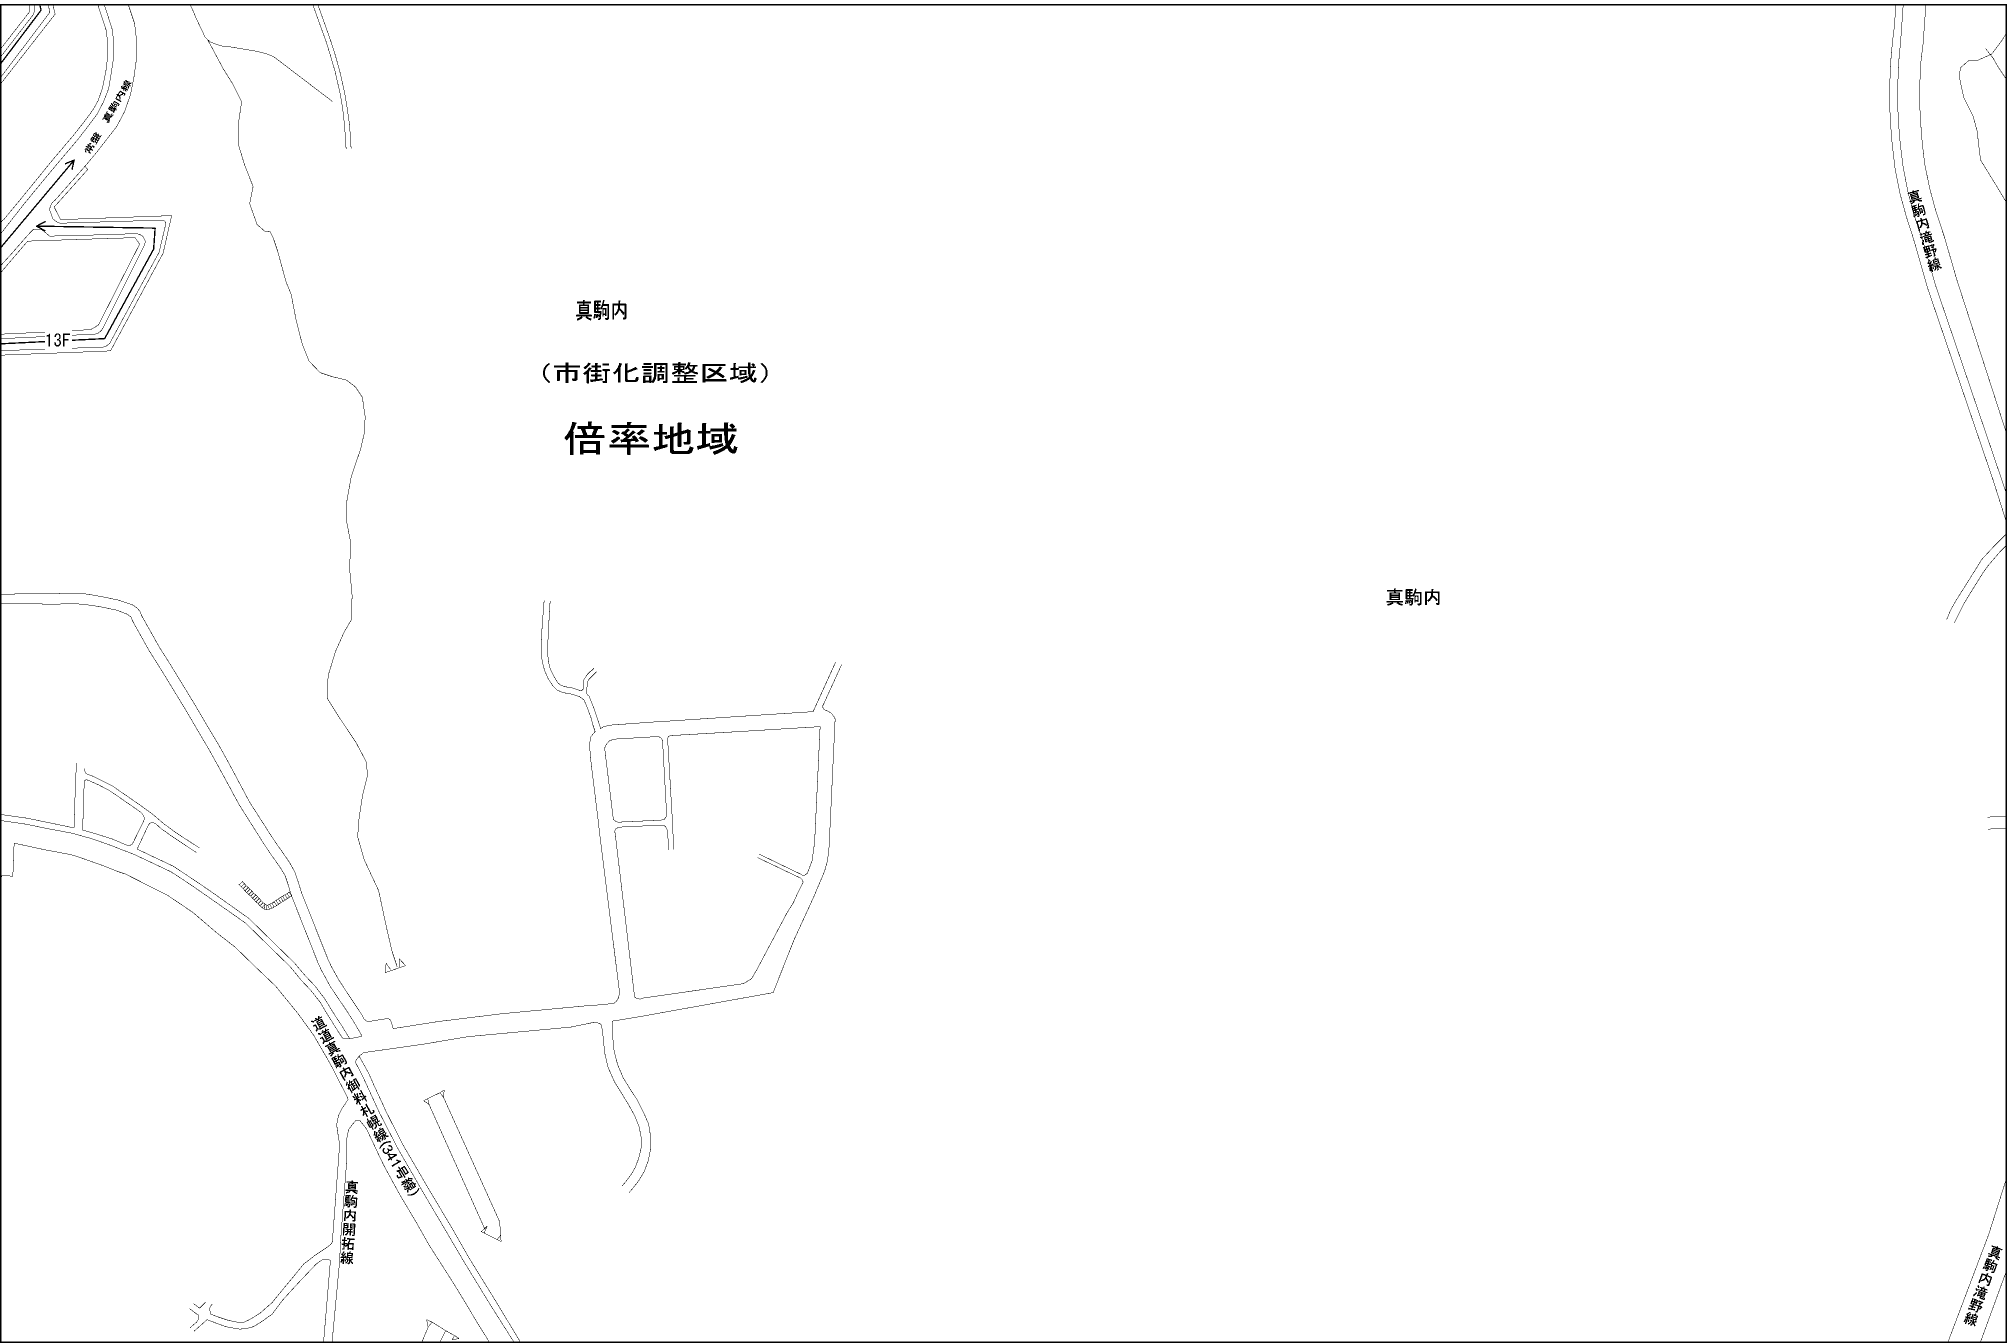 常盤 真駒内線
真駒内滝野線
真駒内
13F
（市街化調整区域）
倍率地域
真駒内
道道真駒内御料札幌線(341号線)
真駒内開拓線
真駒内滝野線